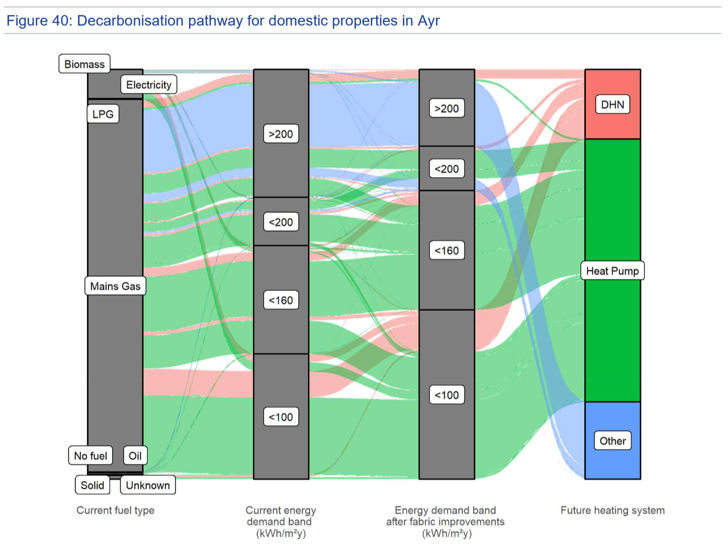 Figure 40: Decarbonisation pathway for domestic properties in Ayr
Biomass
Electricity
LPG
Mains Gas
No fuel
Oil
Solid
Unknown
>200
<200
<160
<100
>200
<200
<160
<100
DHN
Heat Pump
Other
Current fuel type
Current energy
demand band
(kWh/m²y)
Energy demand band
after fabric improvements
(kWh/m²y)
Future heating system